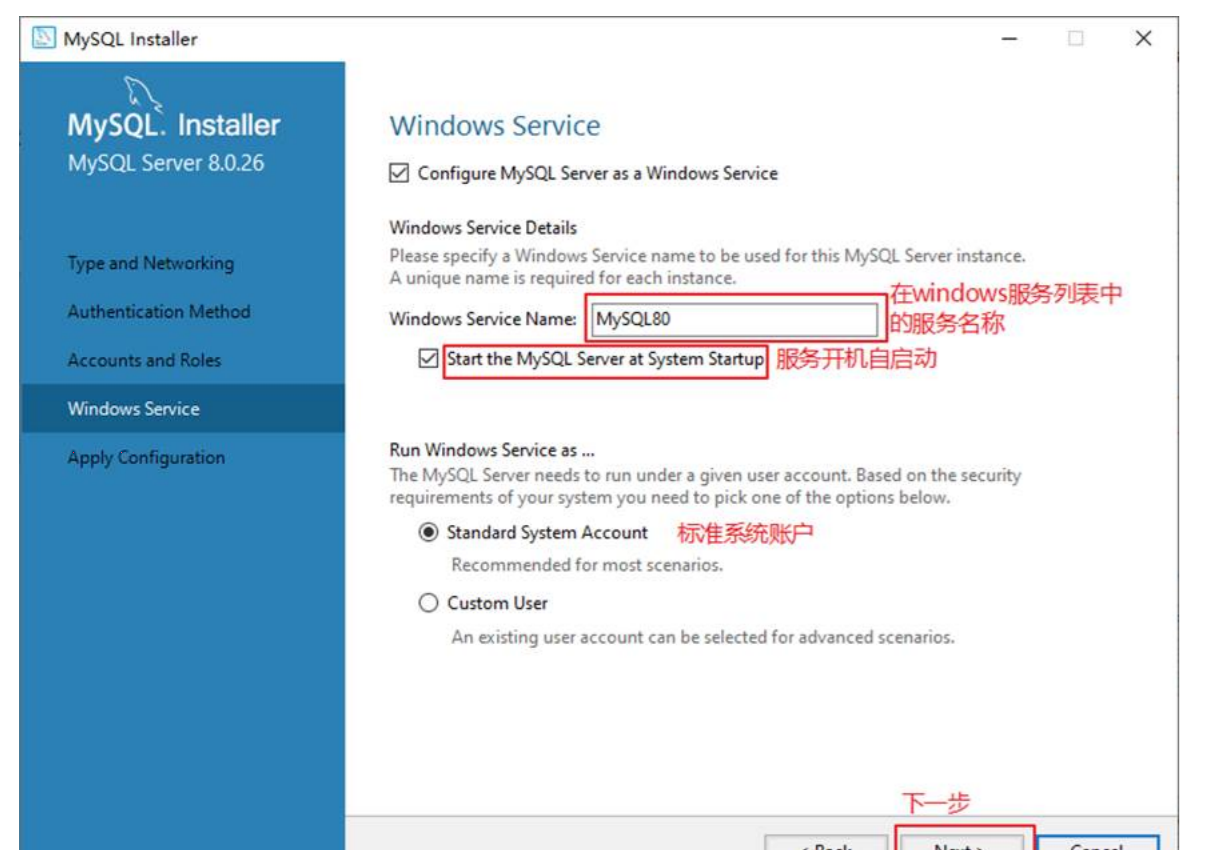 MySQL Installer
MySQL. Installer
MySQL Server 8.0.26
Type and Networking
Authentication Method
Accounts and Roles
Windows Service
Apply Configuration
Windows Service
Configure MySQL Server as a Windows Service
Windows Service Details
Please specify a Windows Service name to be used for this MySQL Server instance.
A unique name is required for each instance.
在windows服务列表中
的服务名称
Windows Service Name: MySQL80
Start the MySQL Server at System Startup 服务开机自启动
Run Windows Service as ...
The MySQL Server needs to run under a given user account. Based on the security
requirements of your system you need to pick one of the options below.
Standard System Account 标准系统账户
Recommended for most scenarios.
Custom User
An existing user account can be selected for advanced scenarios.
下一步
< Back Next > Cancel